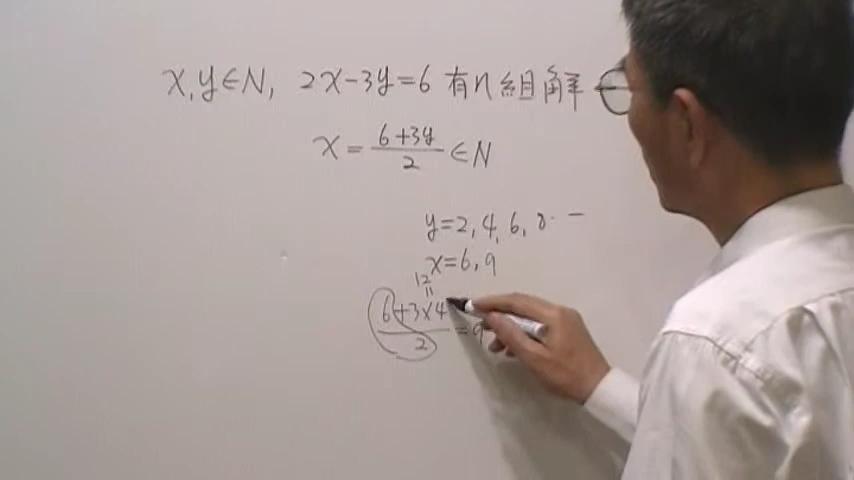 x, y ∈ N, 2x-3y=6 有n組解
x = (6+3y)/2 ∈ N
y=2, 4, 6, 8 --
x=6, 9
12
"
(6+3×4)/2 = 9